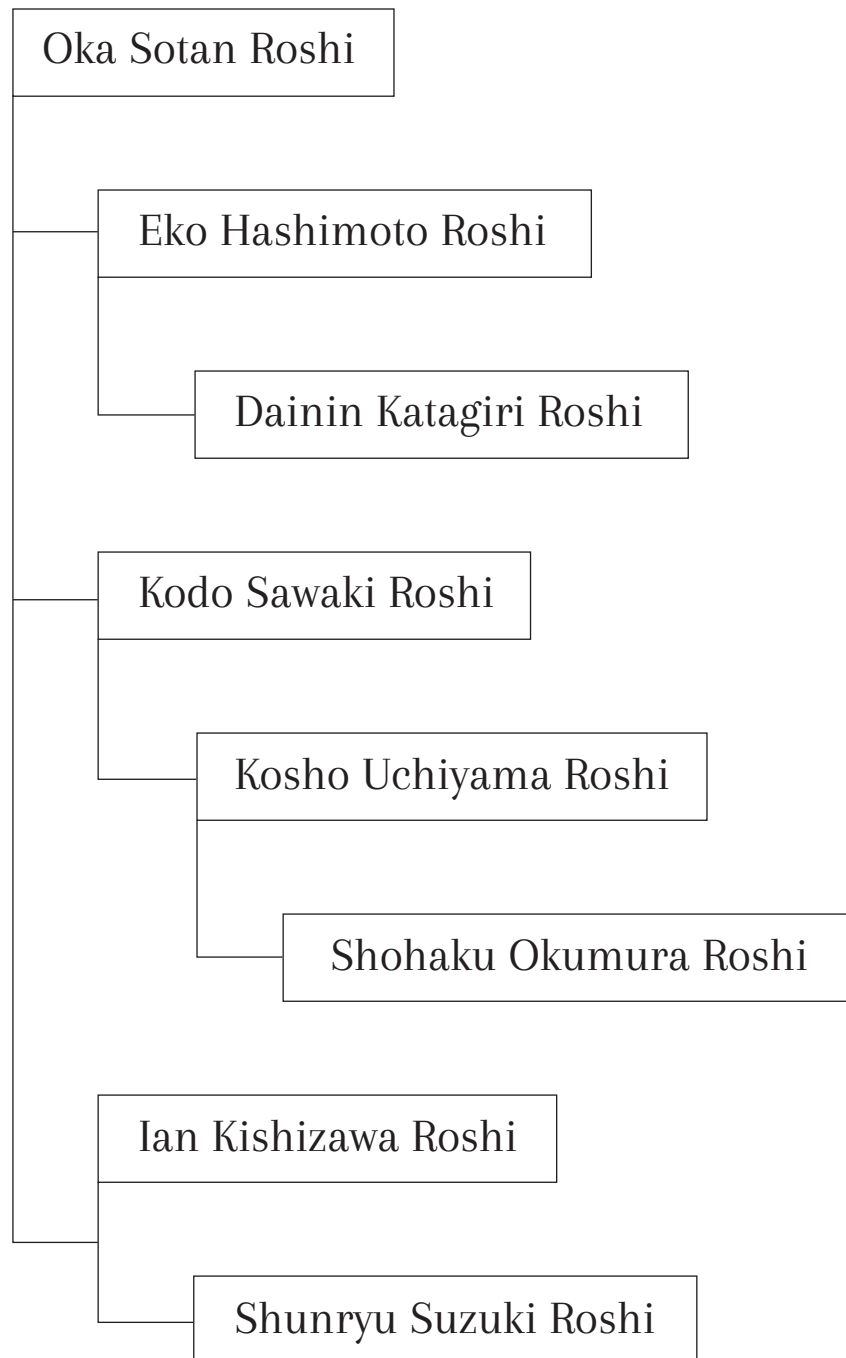 Oka Sotan Roshi
Eko Hashimoto Roshi
Dainin Katagiri Roshi
Kodo Sawaki Roshi
Kosho Uchiyama Roshi
Shohaku Okumura Roshi
Ian Kishizawa Roshi
Shunryu Suzuki Roshi